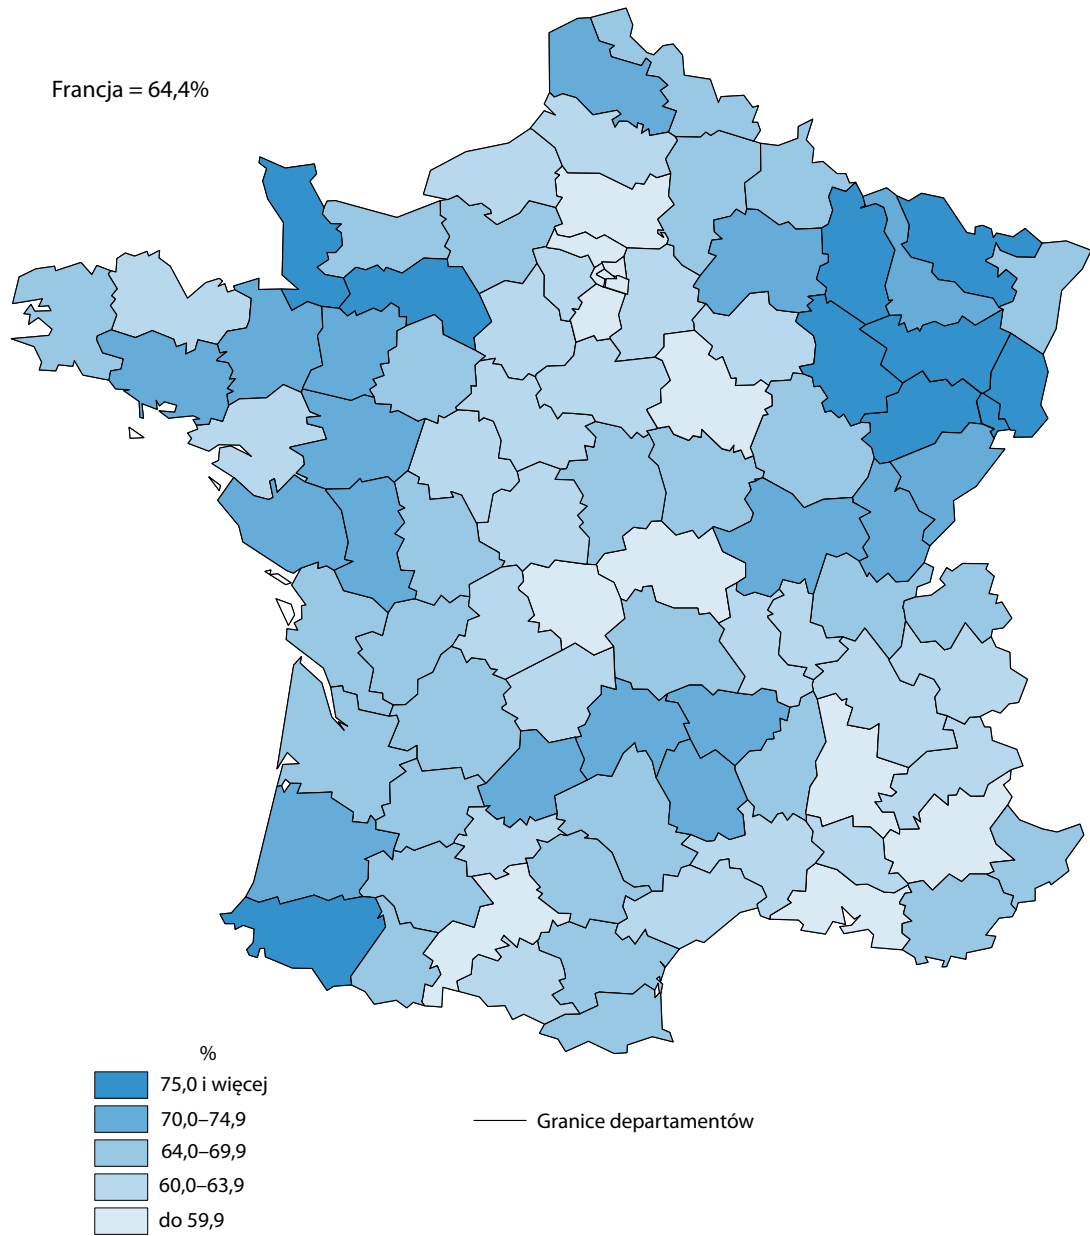 Francja = 64,4%
%
75,0 i więcej
70,0–74,9
64,0–69,9
60,0–63,9
do 59,9
Granice departamentów